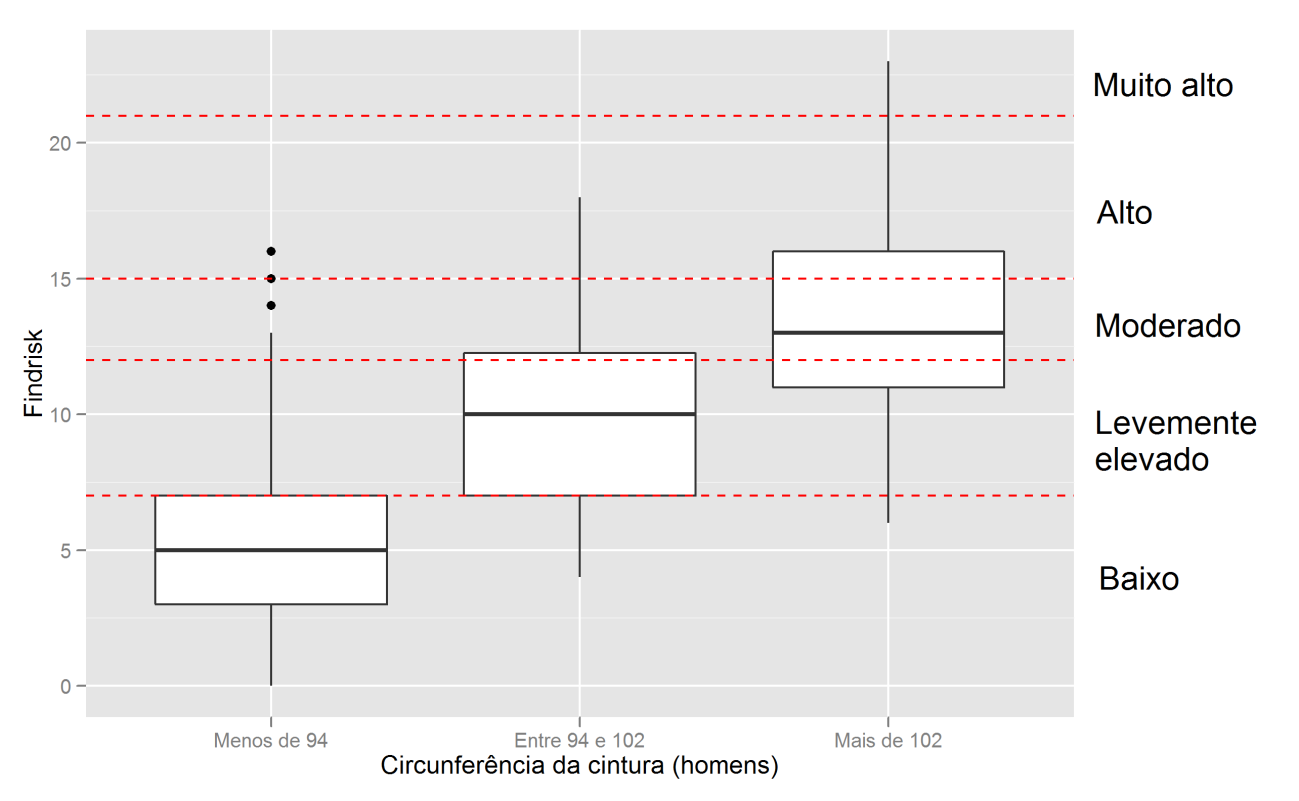 Muito alto
20
Alto
15
Moderado
Findrisk
10
Levemente
elevado
5
Baixo
0
Menos de 94
Entre 94 e 102
Mais de 102
Circunferência da cintura (homens)